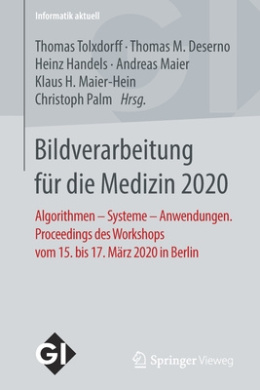 Informatik aktuell
Thomas Tolxdorff · Thomas M. Deserno
Heinz Handels · Andreas Maier
Klaus H. Maier-Hein
Christoph Palm Hrsg.
Bildverarbeitung
für die Medizin 2020
Algorithmen – Systeme – Anwendungen.
Proceedings des Workshops
vom 15. bis 17. März 2020 in Berlin
GI
Springer Vieweg